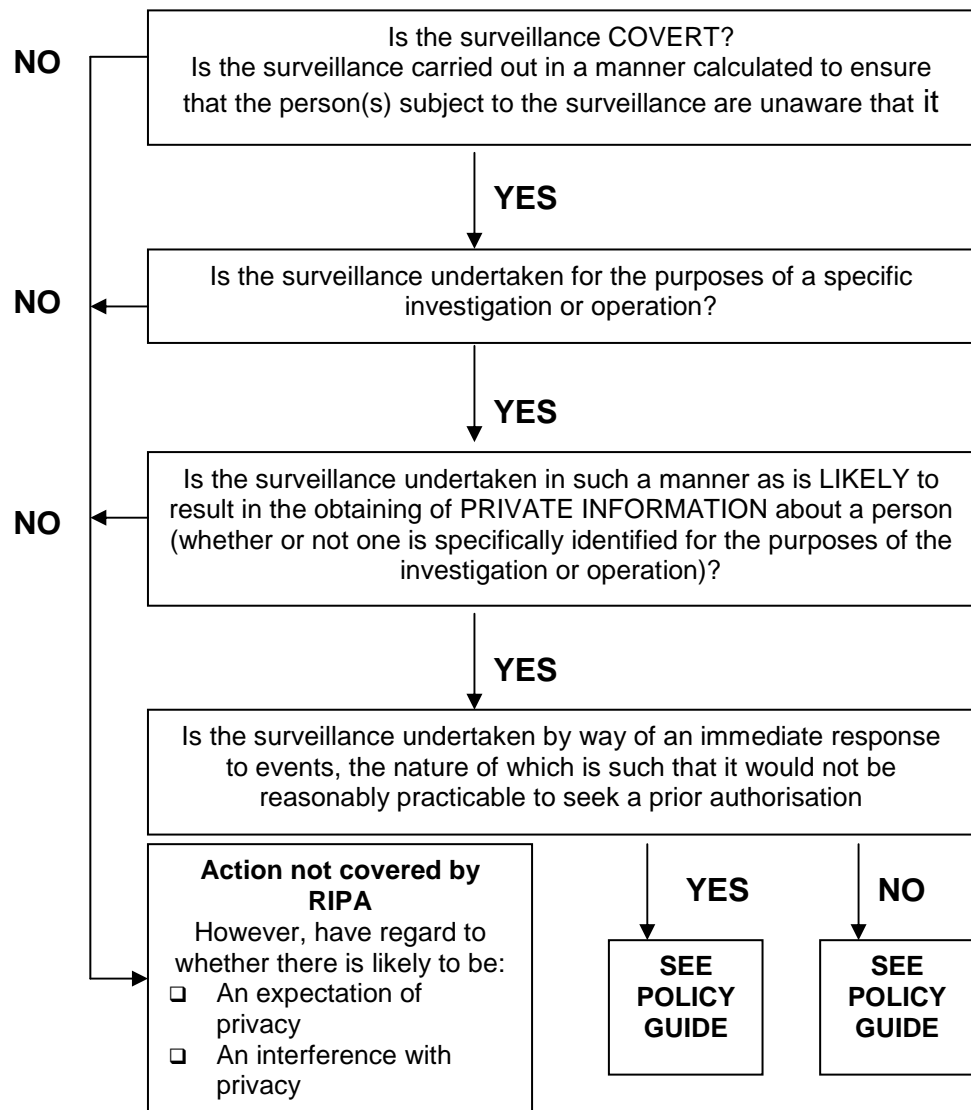 Is the surveillance COVERT?
NO
Is the surveillance carried out in a manner calculated to ensure
that the person(s) subject to the surveillance are unaware that it
YES
Is the surveillance undertaken for the purposes of a specific
investigation or operation?
NO
YES
Is the surveillance undertaken in such a manner as is LIKELY to
result in the obtaining of PRIVATE INFORMATION about a person
(whether or not one is specifically identified for the purposes of the
investigation or operation)?
NO
YES
Is the surveillance undertaken by way of an immediate response
to events, the nature of which is such that it would not be
reasonably practicable to seek a prior authorisation
Action not covered by
RIPA
However, have regard to
whether there is likely to be:
❑ An expectation of
privacy
❑ An interference with
privacy
YES
NO
SEE
POLICY
GUIDE
SEE
POLICY
GUIDE